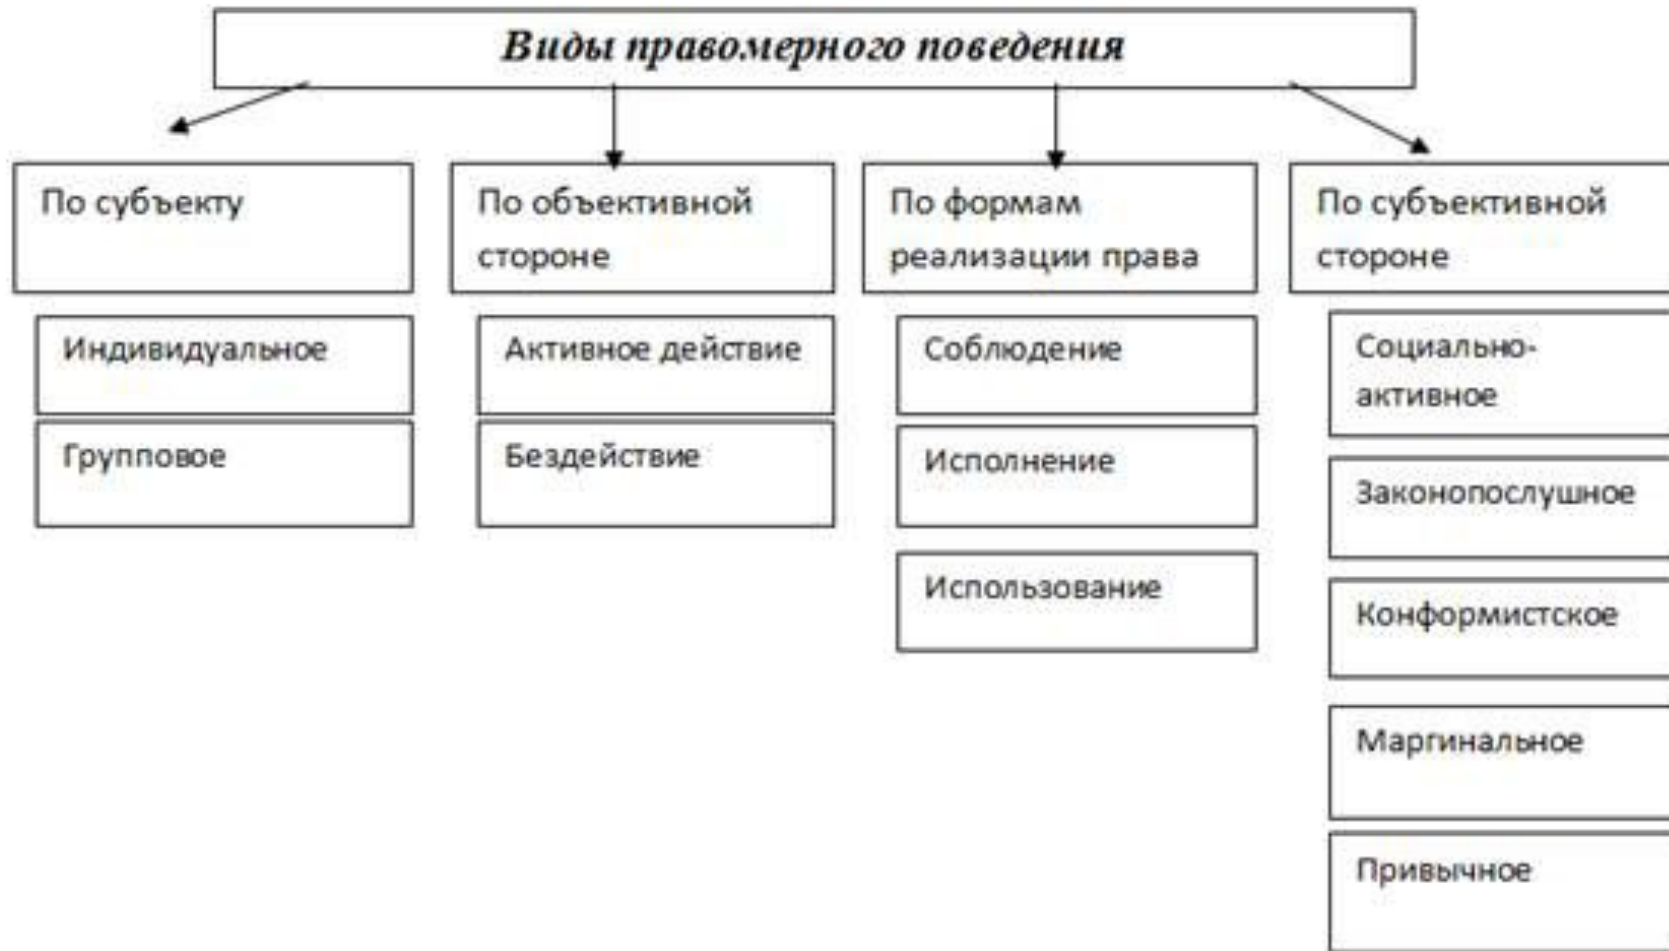 Виды правомерного поведения
По субъекту
Индивидуальное
Групповое
По объективной
стороне
Активное действие
Бездействие
По формам
реализации права
Соблюдение
Исполнение
Использование
По субъективной
стороне
Социально-
активное
Законопослушное
Конформистское
Маргинальное
Привычное